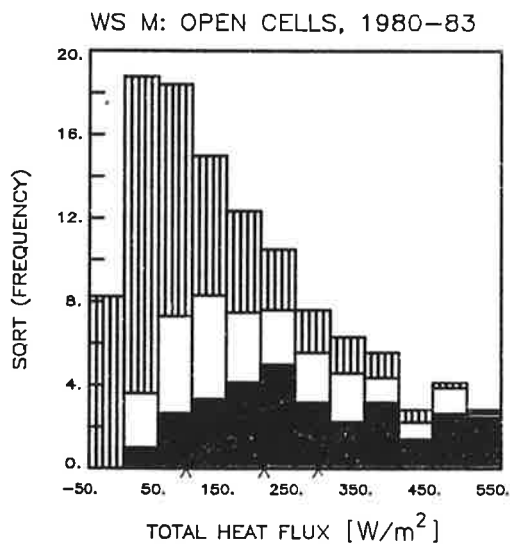 WS M: OPEN CELLS, 1980-83
20.
16.
12.
8.
4.
0.
SQRT (FREQUENCY)
-50. 50. 150. 250. 350. 450. 550.
TOTAL HEAT FLUX [W/m²]